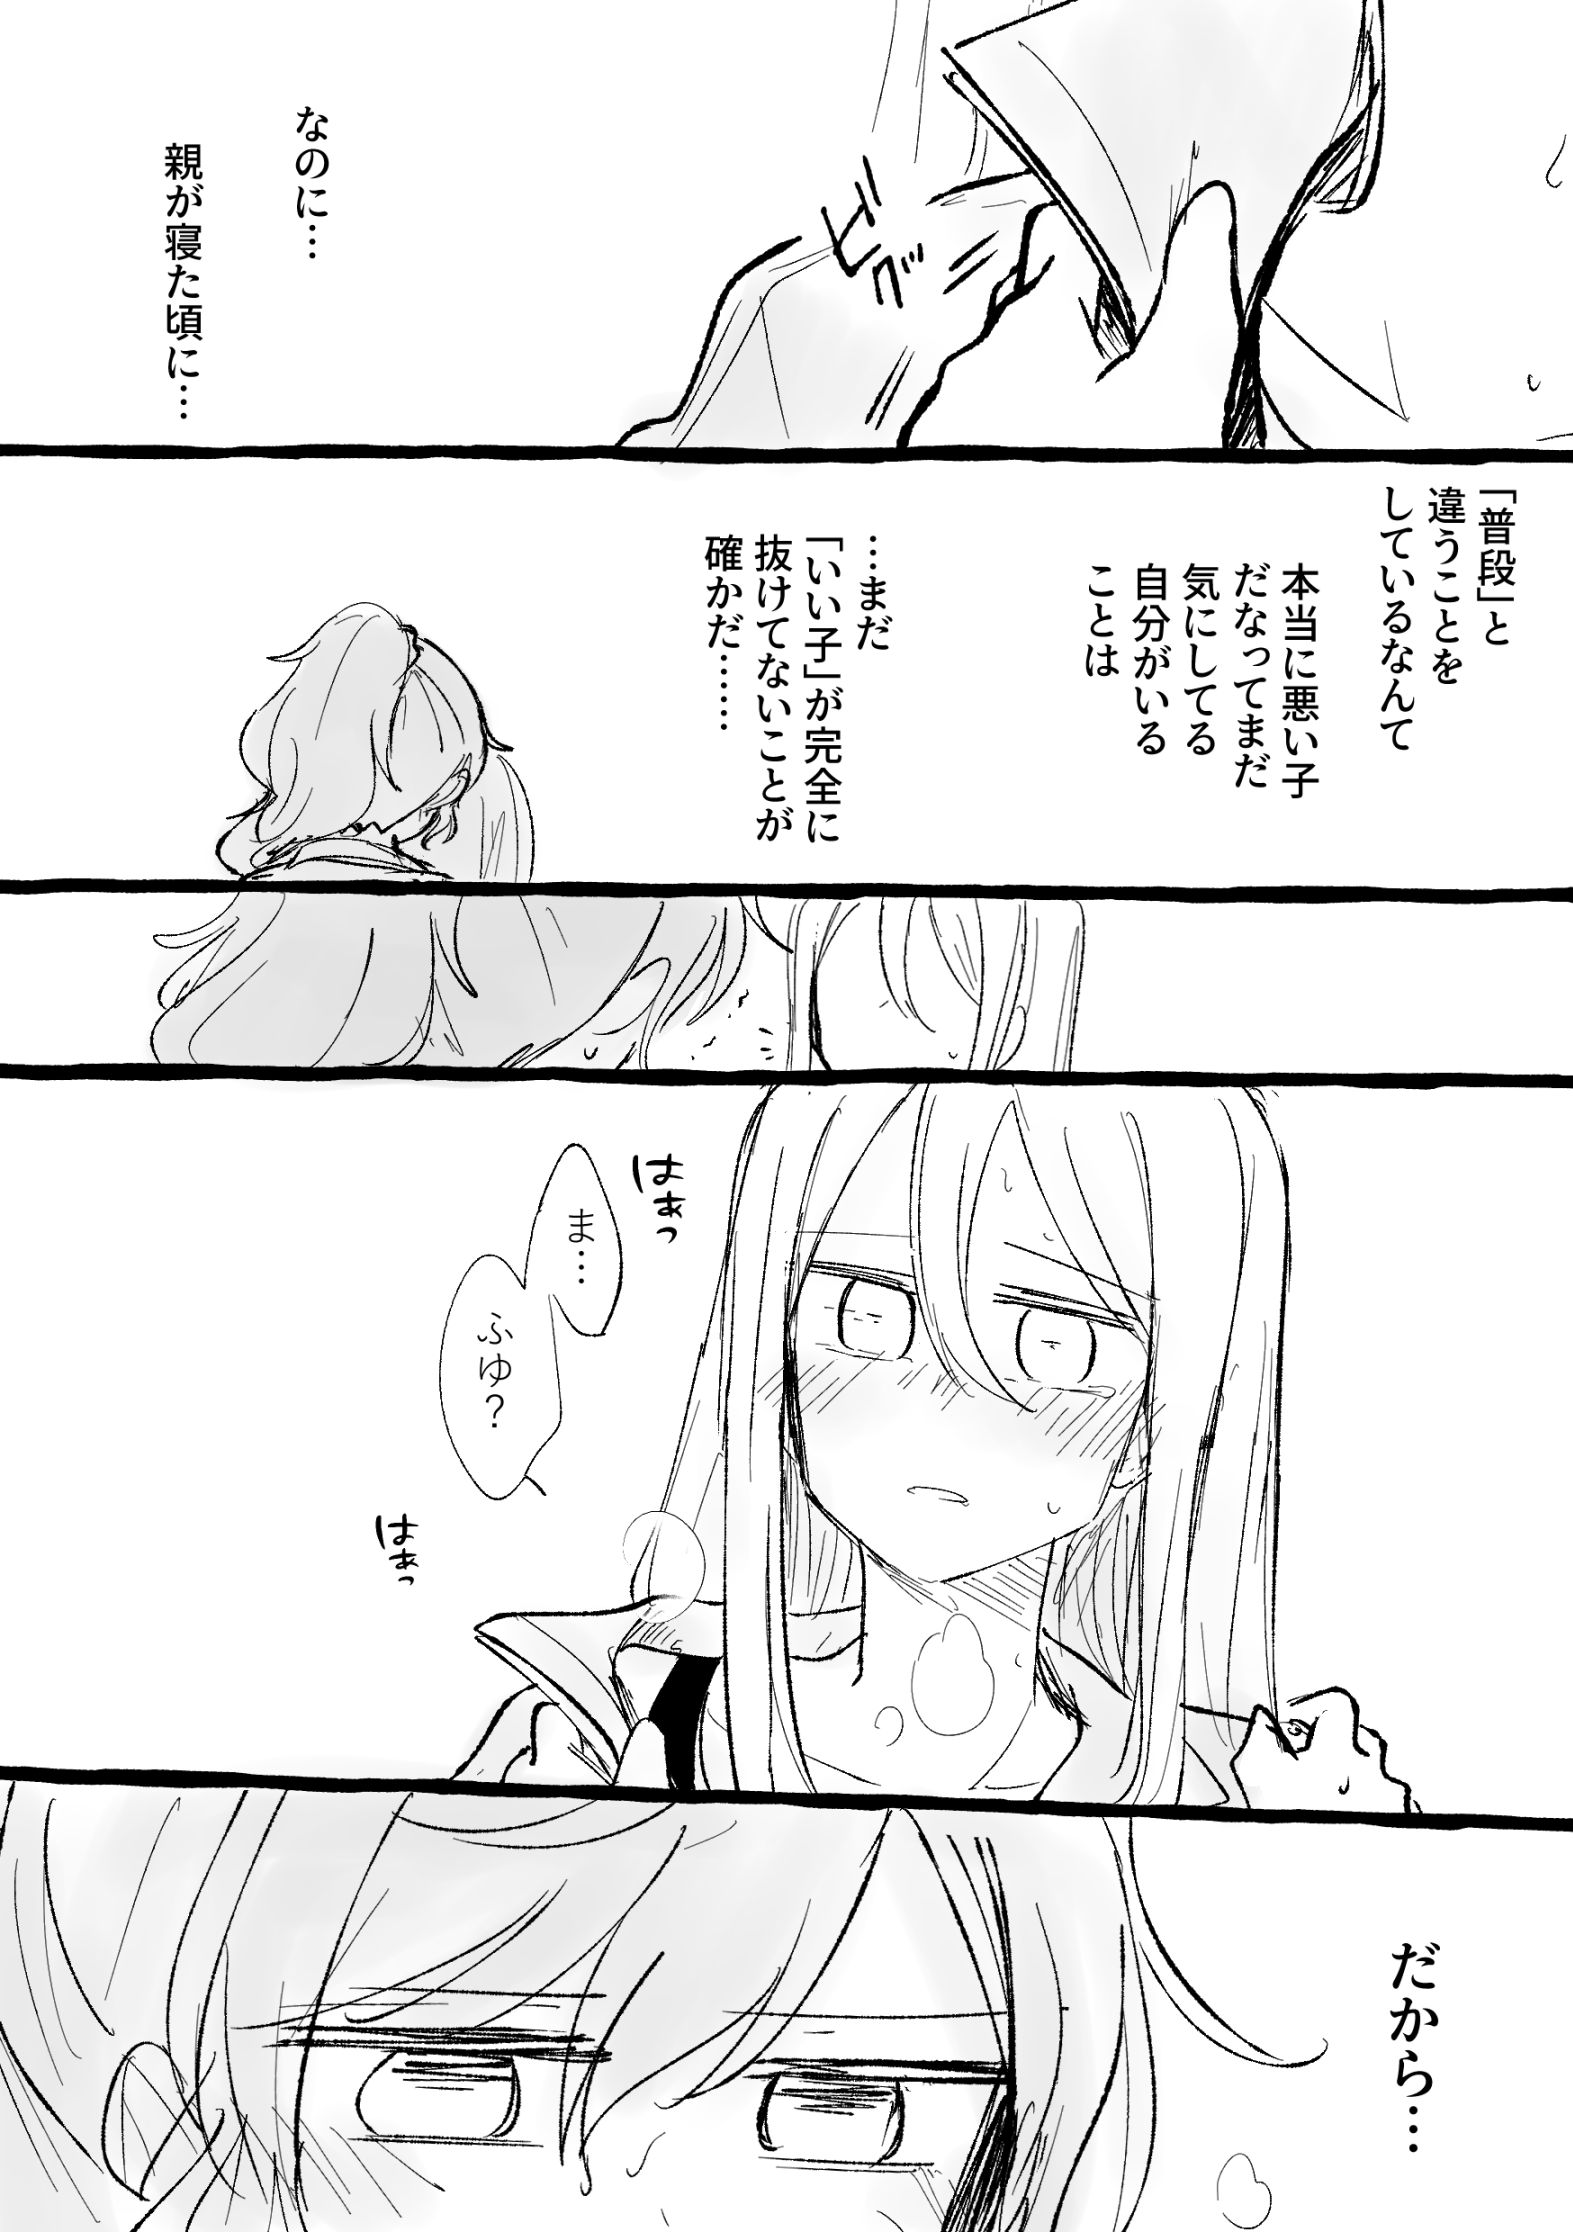 ビグッ
なのに…
親が寝た頃に…
「普段」と
違うことを
しているなんて
本当に悪い子
だなってまだ
気にしてる
自分がいる
ことは
…まだ
「いい子」が完全に
抜けてないことが
確かだ……
はぁっ
ま…
ふゆ？
はぁっ
だから…